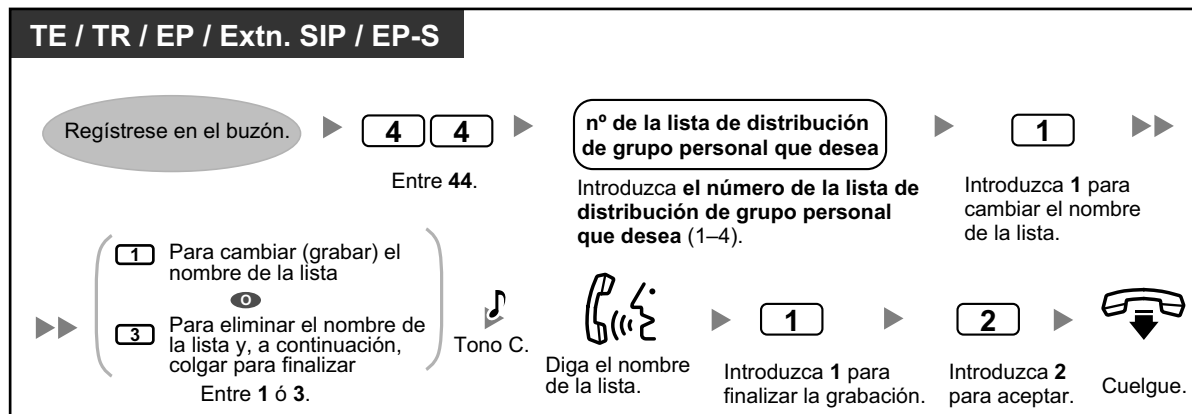 TE / TR / EP / Extn. SIP / EP-S
Regístrese en el buzón.
4 4
Entre 44.
nº de la lista de distribución
de grupo personal que desea
Introduzca el número de la lista de
distribución de grupo personal
que desea (1–4).
1
Introduzca 1 para
cambiar el nombre
de la lista.
1 Para cambiar (grabar) el
nombre de la lista
O
3 Para eliminar el nombre de
la lista y, a continuación,
colgar para finalizar
Entre 1 ó 3.
Tono C.
Diga el nombre
de la lista.
1
Introduzca 1 para
finalizar la grabación.
2
Introduzca 2
para aceptar.
Cuelgue.